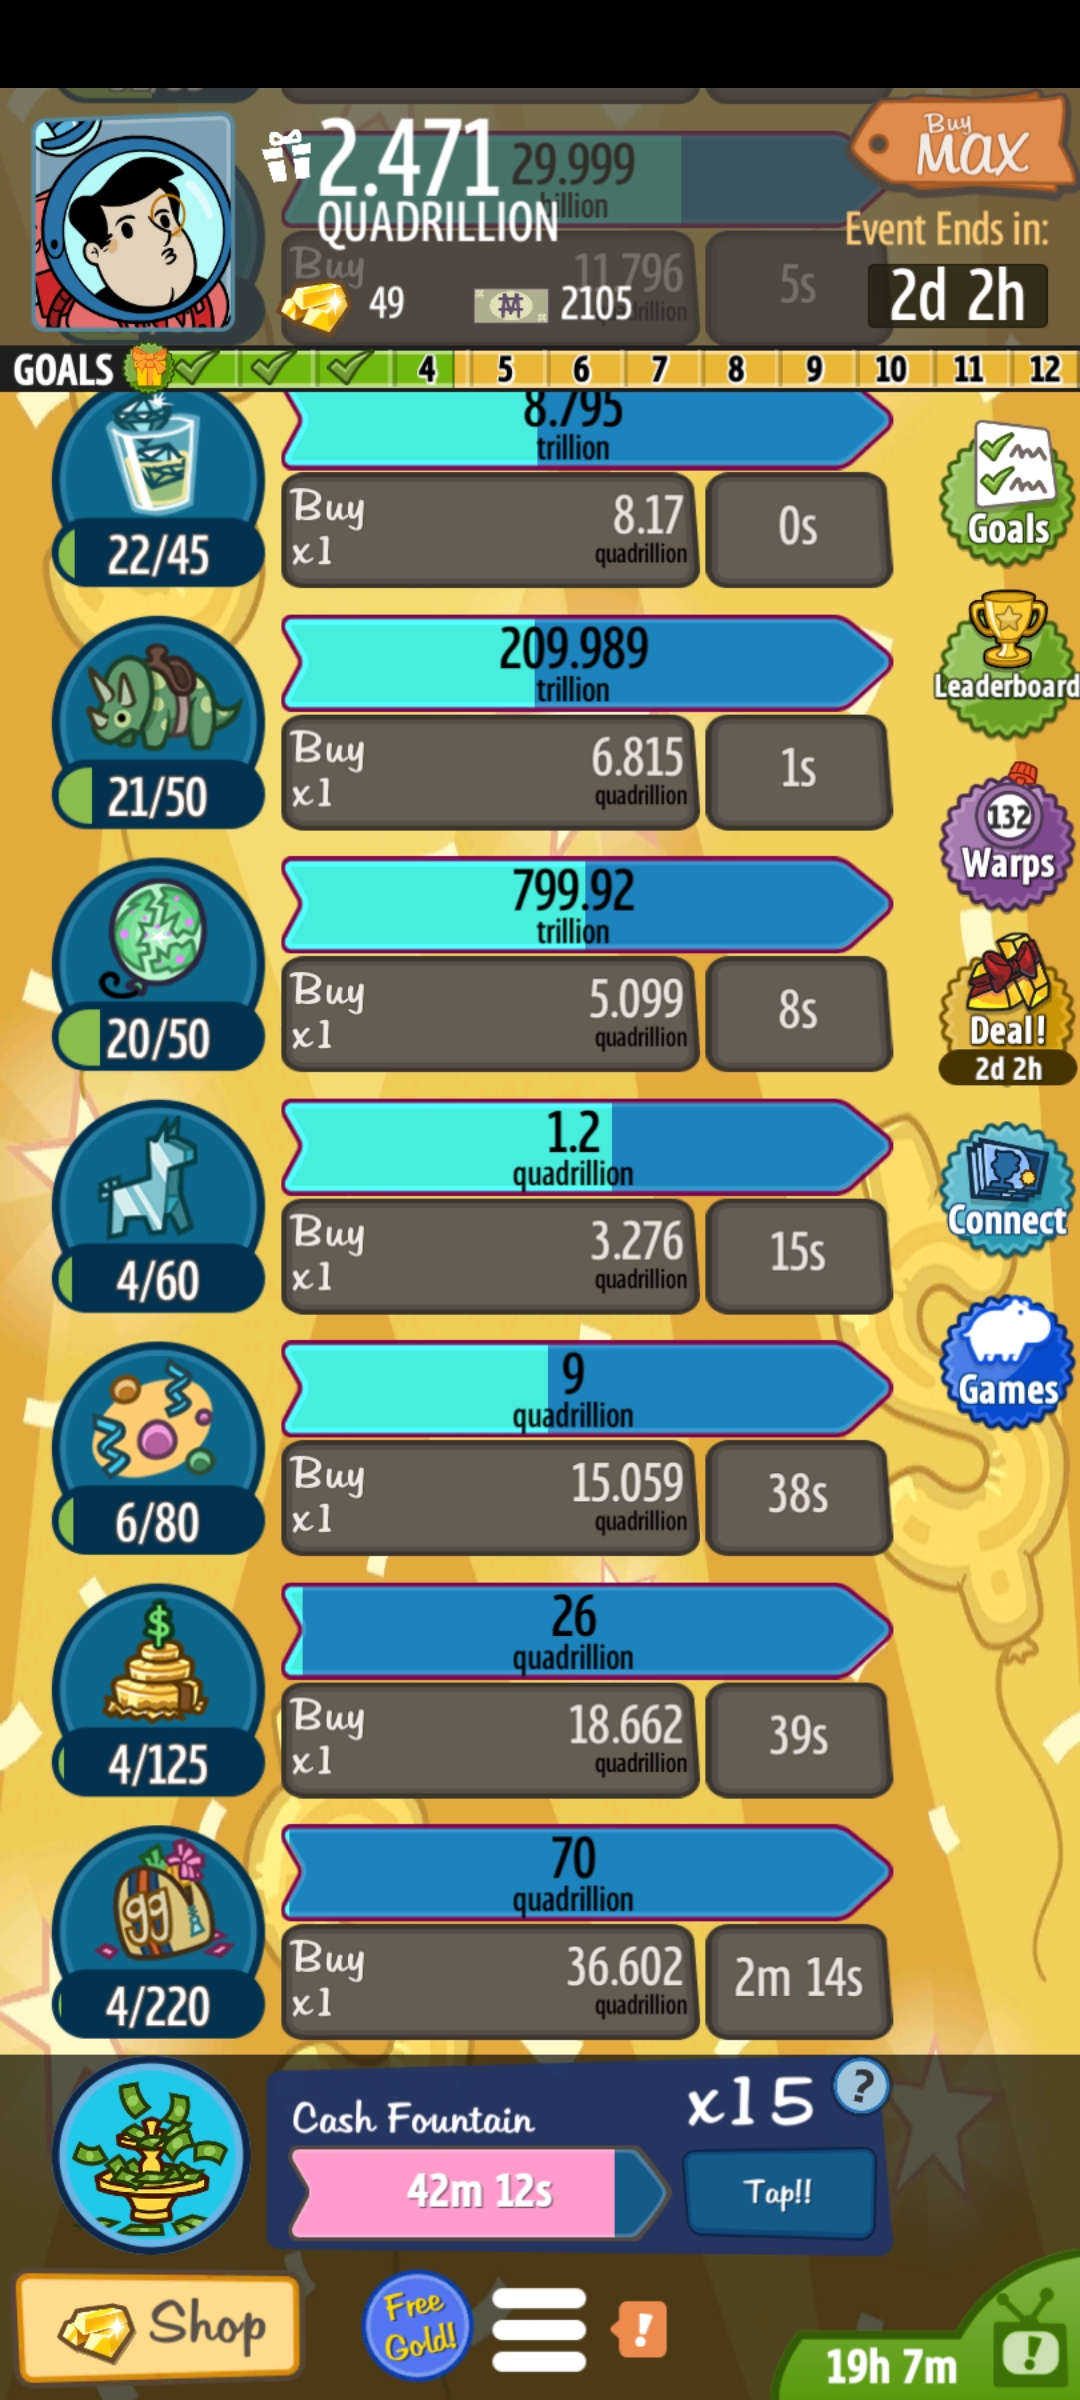 2.471
QUADRILLION
29.999
billion
Buy
MAX
Event Ends in:
2d 2h
Buy
11.796
5s
49
2105
GOALS
4
5
6
7
8
9
10
11
12
8.795
trillion
22/45
Buy
x1
8.17
quadrillion
0s
Goals
209.989
trillion
21/50
Buy
x1
6.815
quadrillion
1s
Leaderboard
799.92
trillion
20/50
Buy
x1
5.099
quadrillion
8s
132
Warps
Deal!
2d 2h
1.2
quadrillion
4/60
Buy
x1
3.276
quadrillion
15s
Connect
9
quadrillion
6/80
Buy
x1
15.059
quadrillion
38s
Games
$
26
quadrillion
4/125
Buy
x1
18.662
quadrillion
39s
99
70
quadrillion
4/220
Buy
x1
36.602
quadrillion
2m 14s
Cash Fountain
x15
?
42m 12s
Tap!!
Shop
Free
Gold!
!
19h 7m
!